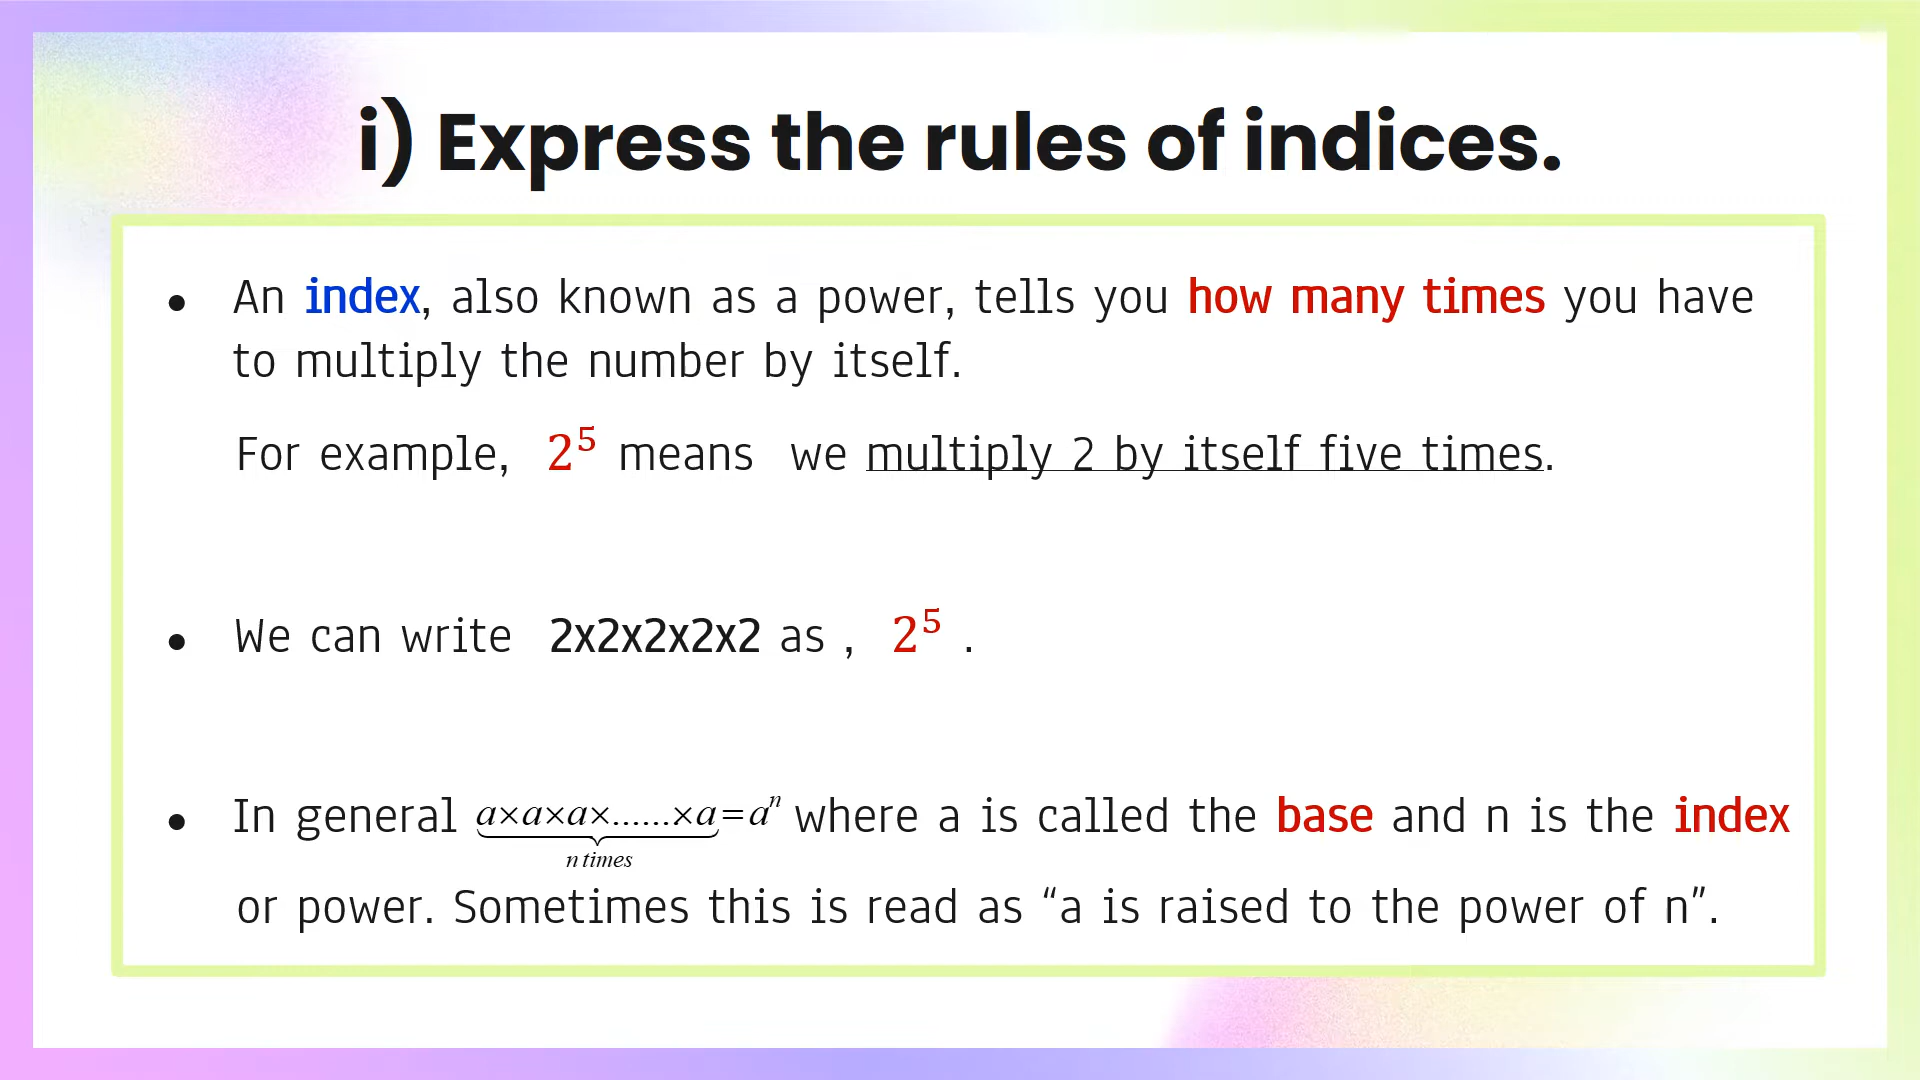 i) Express the rules of indices.
• An index, also known as a power, tells you how many times you have
to multiply the number by itself.
For example, 2⁵ means we multiply 2 by itself five times.
• We can write 2x2x2x2x2 as , 2⁵ .
• In general a×a×a×......×a=aⁿ where a is called the base and n is the index
n times
or power. Sometimes this is read as “a is raised to the power of n”.